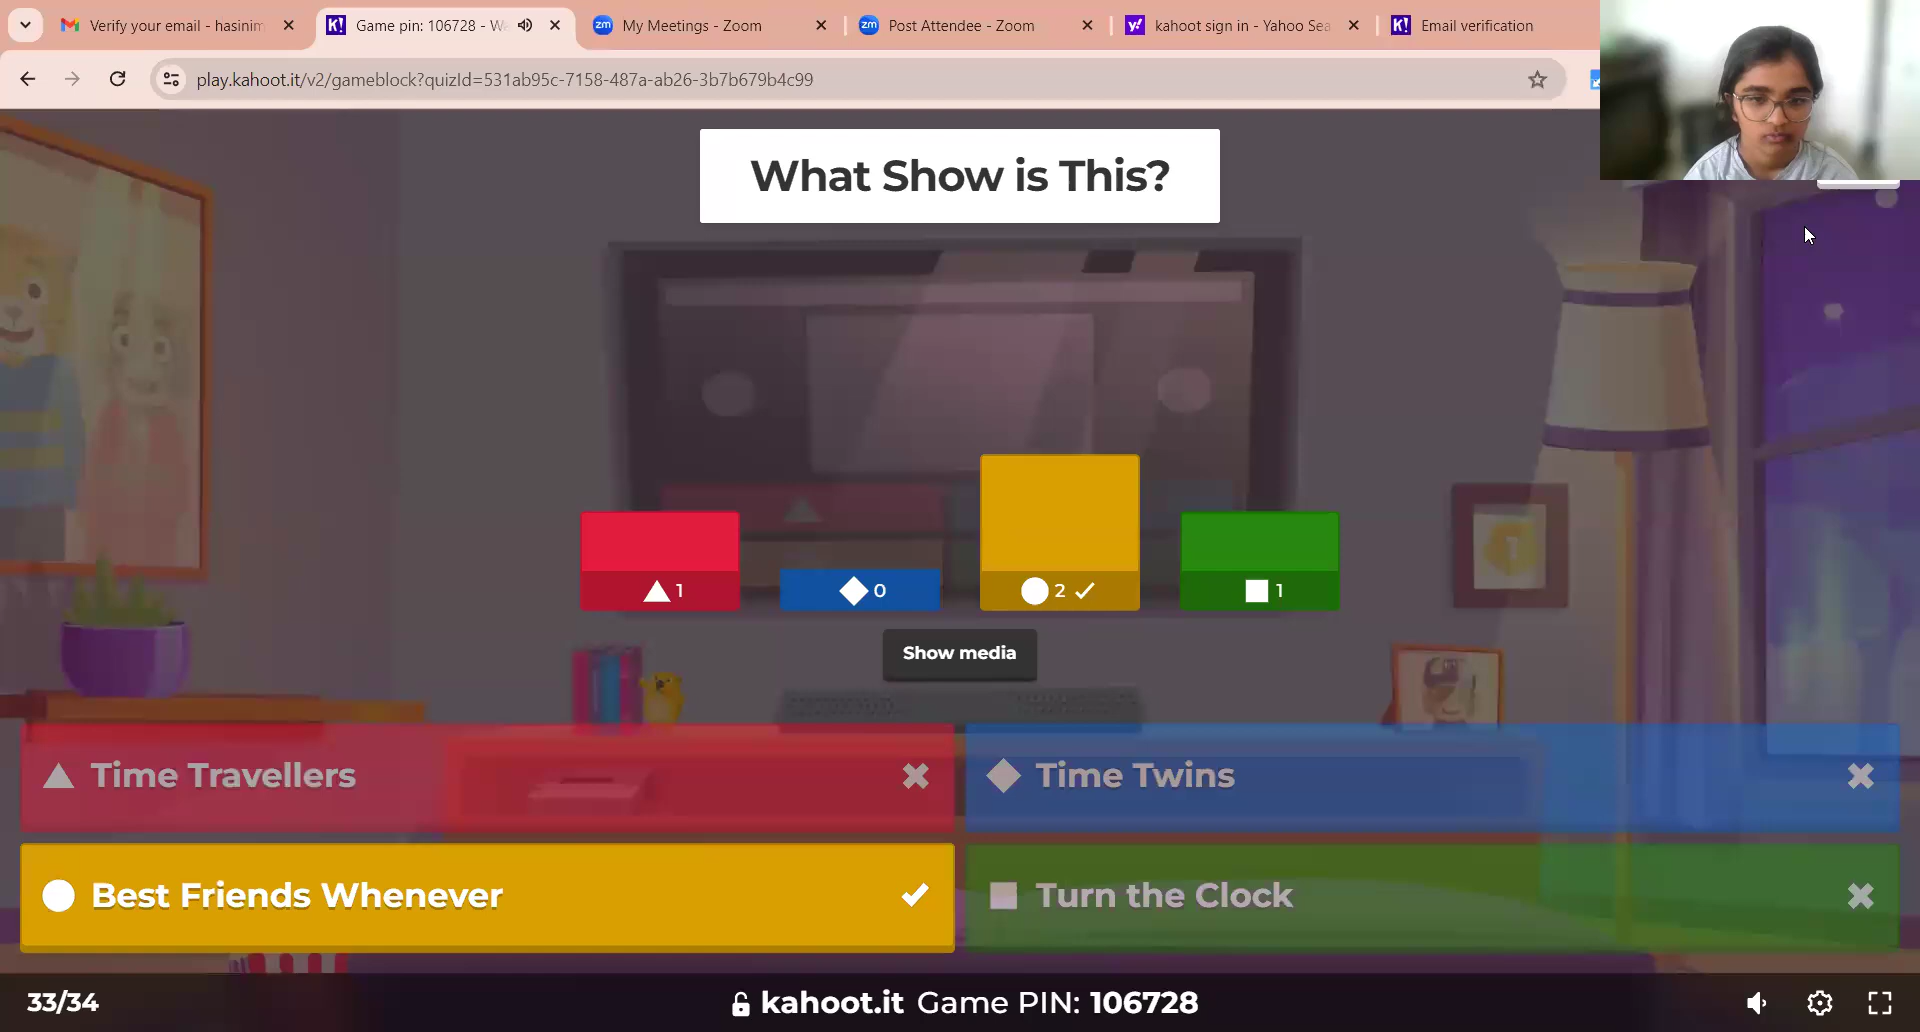 Verify your email - hasinim
Game pin: 106728 - W
My Meetings - Zoom
Post Attendee - Zoom
kahoot sign in - Yahoo Sea
Email verification
play.kahoot.it/v2/gameblock?quizId=531ab95c-7158-487a-ab26-3b7b679b4c99
What Show is This?
1
0
2
1
Show media
Time Travellers
Time Twins
Best Friends Whenever
Turn the Clock
33/34
kahoot.it Game PIN: 106728